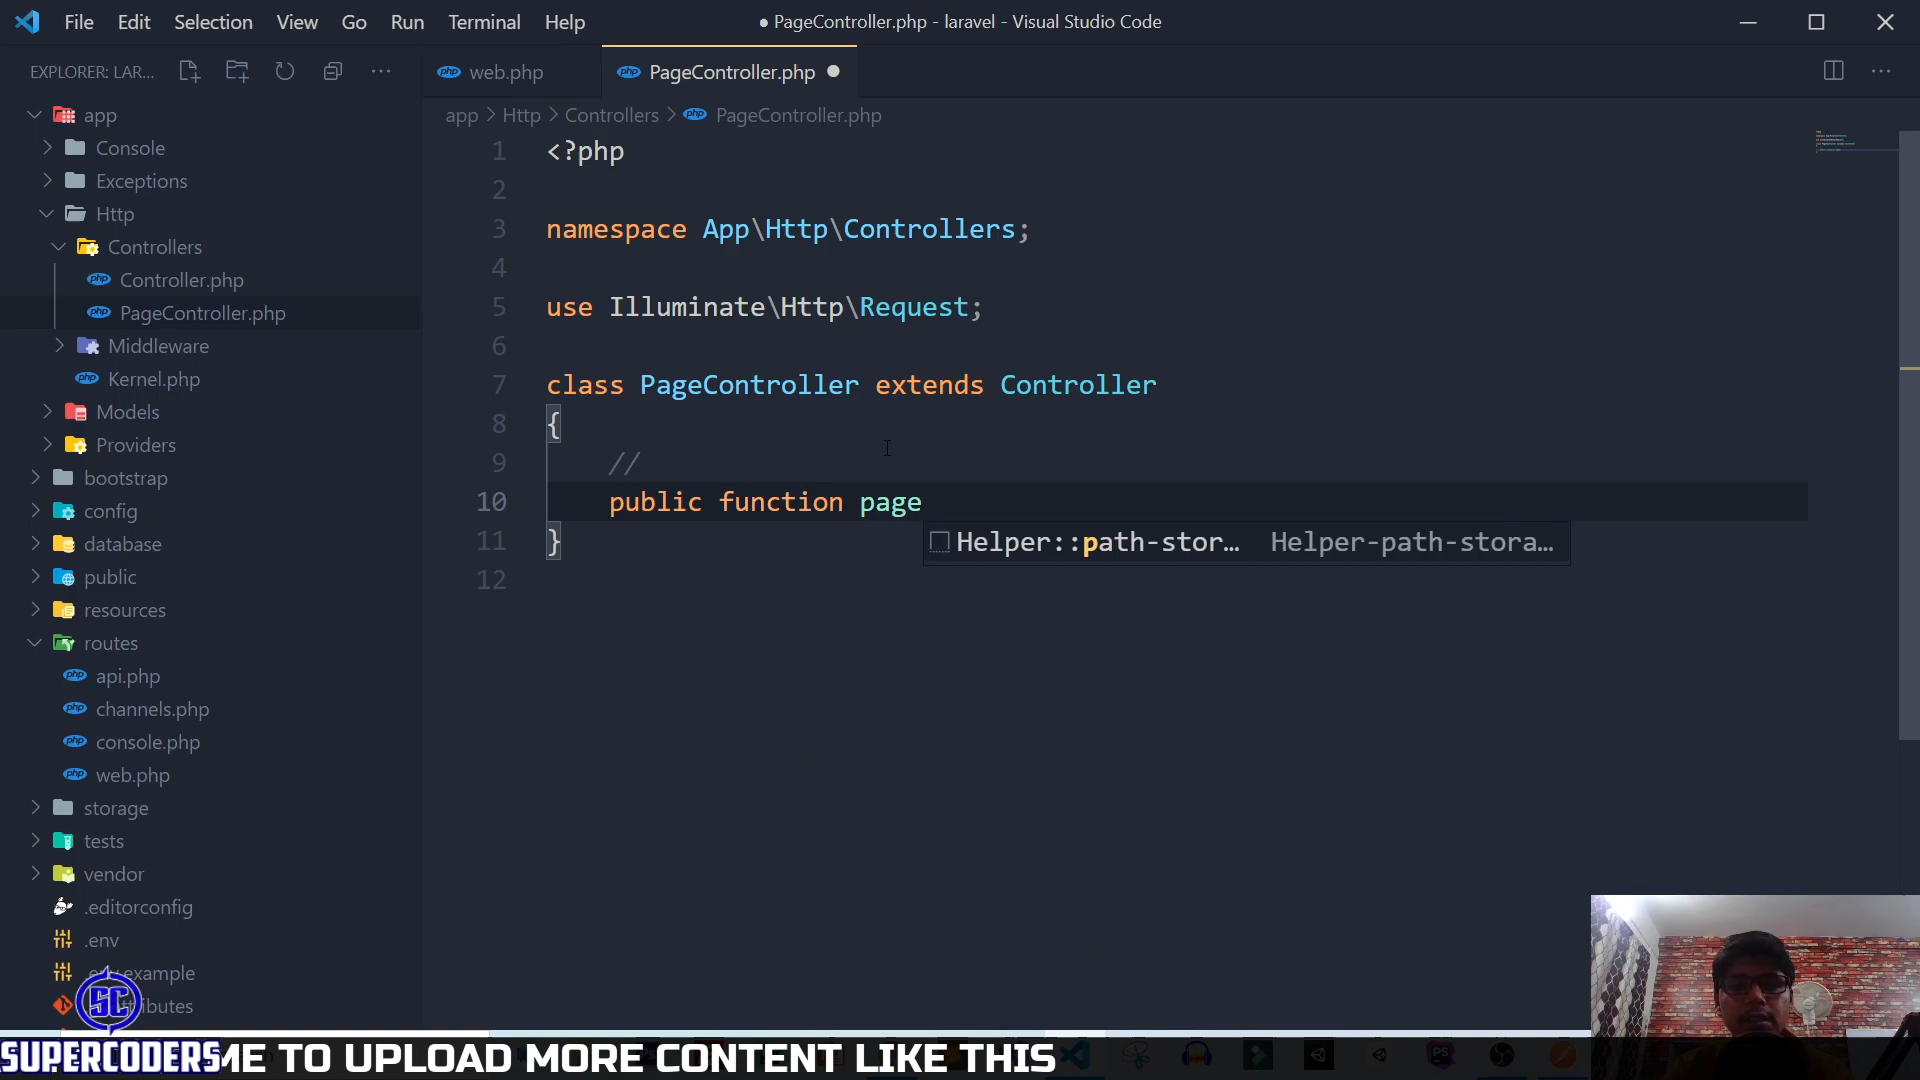 File Edit Selection View Go Run Terminal Help
● PageController.php - laravel - Visual Studio Code
EXPLORER: LAR...
web.php
PageController.php ●
app > Http > Controllers > PageController.php
app
Console
Exceptions
Http
Controllers
Controller.php
PageController.php
Middleware
Kernel.php
Models
Providers
bootstrap
config
database
public
resources
routes
api.php
channels.php
console.php
web.php
storage
tests
vendor
.editorconfig
.env
1 <?php
2
3 namespace App\Http\Controllers;
4
5 use Illuminate\Http\Request;
6
7 class PageController extends Controller
8 {
9 //
10 public function page
11 }
12
Helper::path-stor... Helper-path-stora...
SC
SUPERCODERS
ME TO UPLOAD MORE CONTENT LIKE THIS